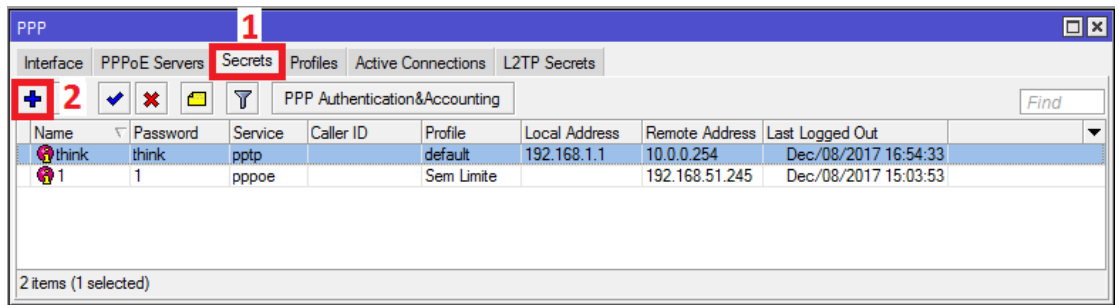 PPP
1
Interface PPPoE Servers Secrets Profiles Active Connections L2TP Secrets
2 PPP Authentication&Accounting Find
Name Password Service Caller ID Profile Local Address Remote Address Last Logged Out
think think pptp default 192.168.1.1 10.0.0.254 Dec/08/2017 16:54:33
1 1 pppoe Sem Limite 192.168.51.245 Dec/08/2017 15:03:53
2 items (1 selected)